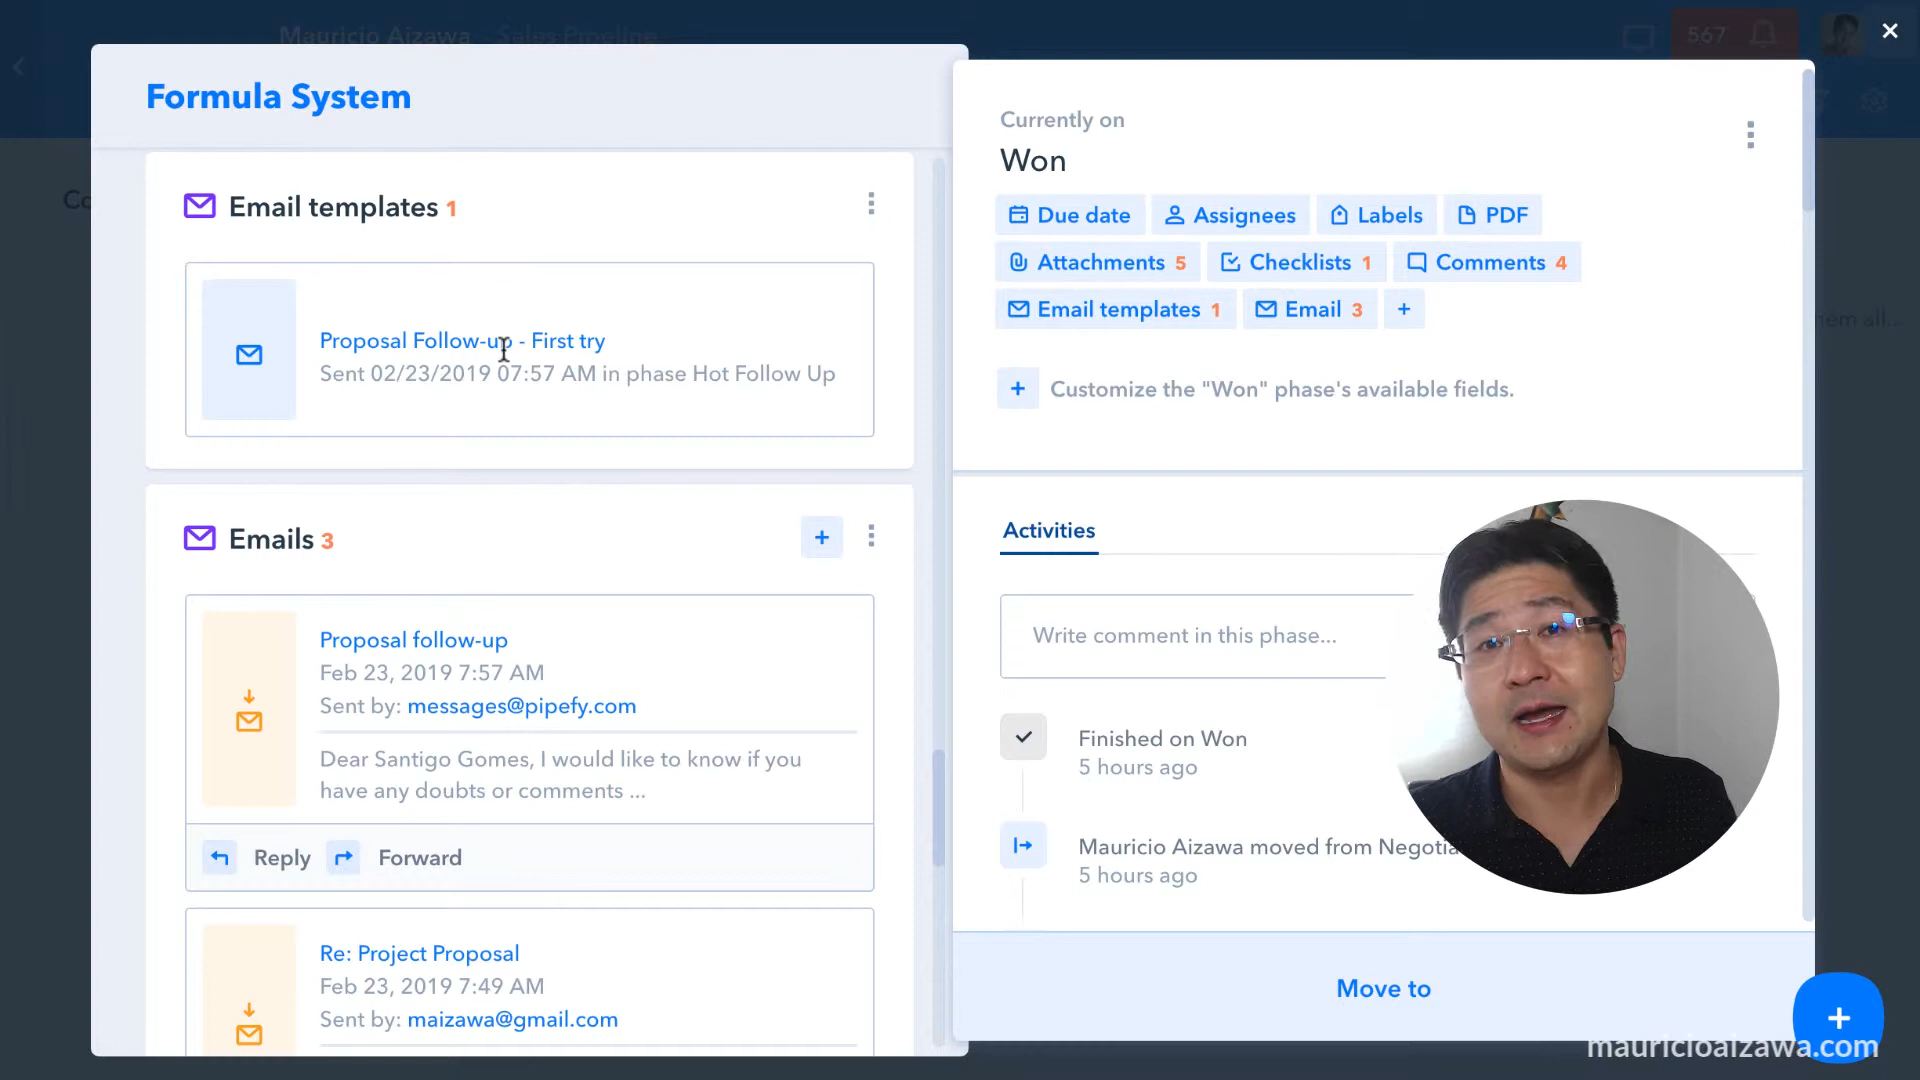 Mauricio Aizawa - Sales Pipeline
567
Formula System
Email templates 1
Proposal Follow-up - First try
Sent 02/23/2019 07:57 AM in phase Hot Follow Up
Emails 3
+
Proposal follow-up
Feb 23, 2019 7:57 AM
Sent by: messages@pipefy.com
Dear Santigo Gomes, I would like to know if you
have any doubts or comments ...
Reply Forward
Re: Project Proposal
Feb 23, 2019 7:49 AM
Sent by: maizawa@gmail.com
Currently on
Won
Due date Assignees Labels PDF
Attachments 5 Checklists 1 Comments 4
Email templates 1 Email 3 +
+ Customize the "Won" phase's available fields.
Activities
Write comment in this phase...
Finished on Won
5 hours ago
Mauricio Aizawa moved from Negotia
5 hours ago
Move to
+
mauricioaizawa.com